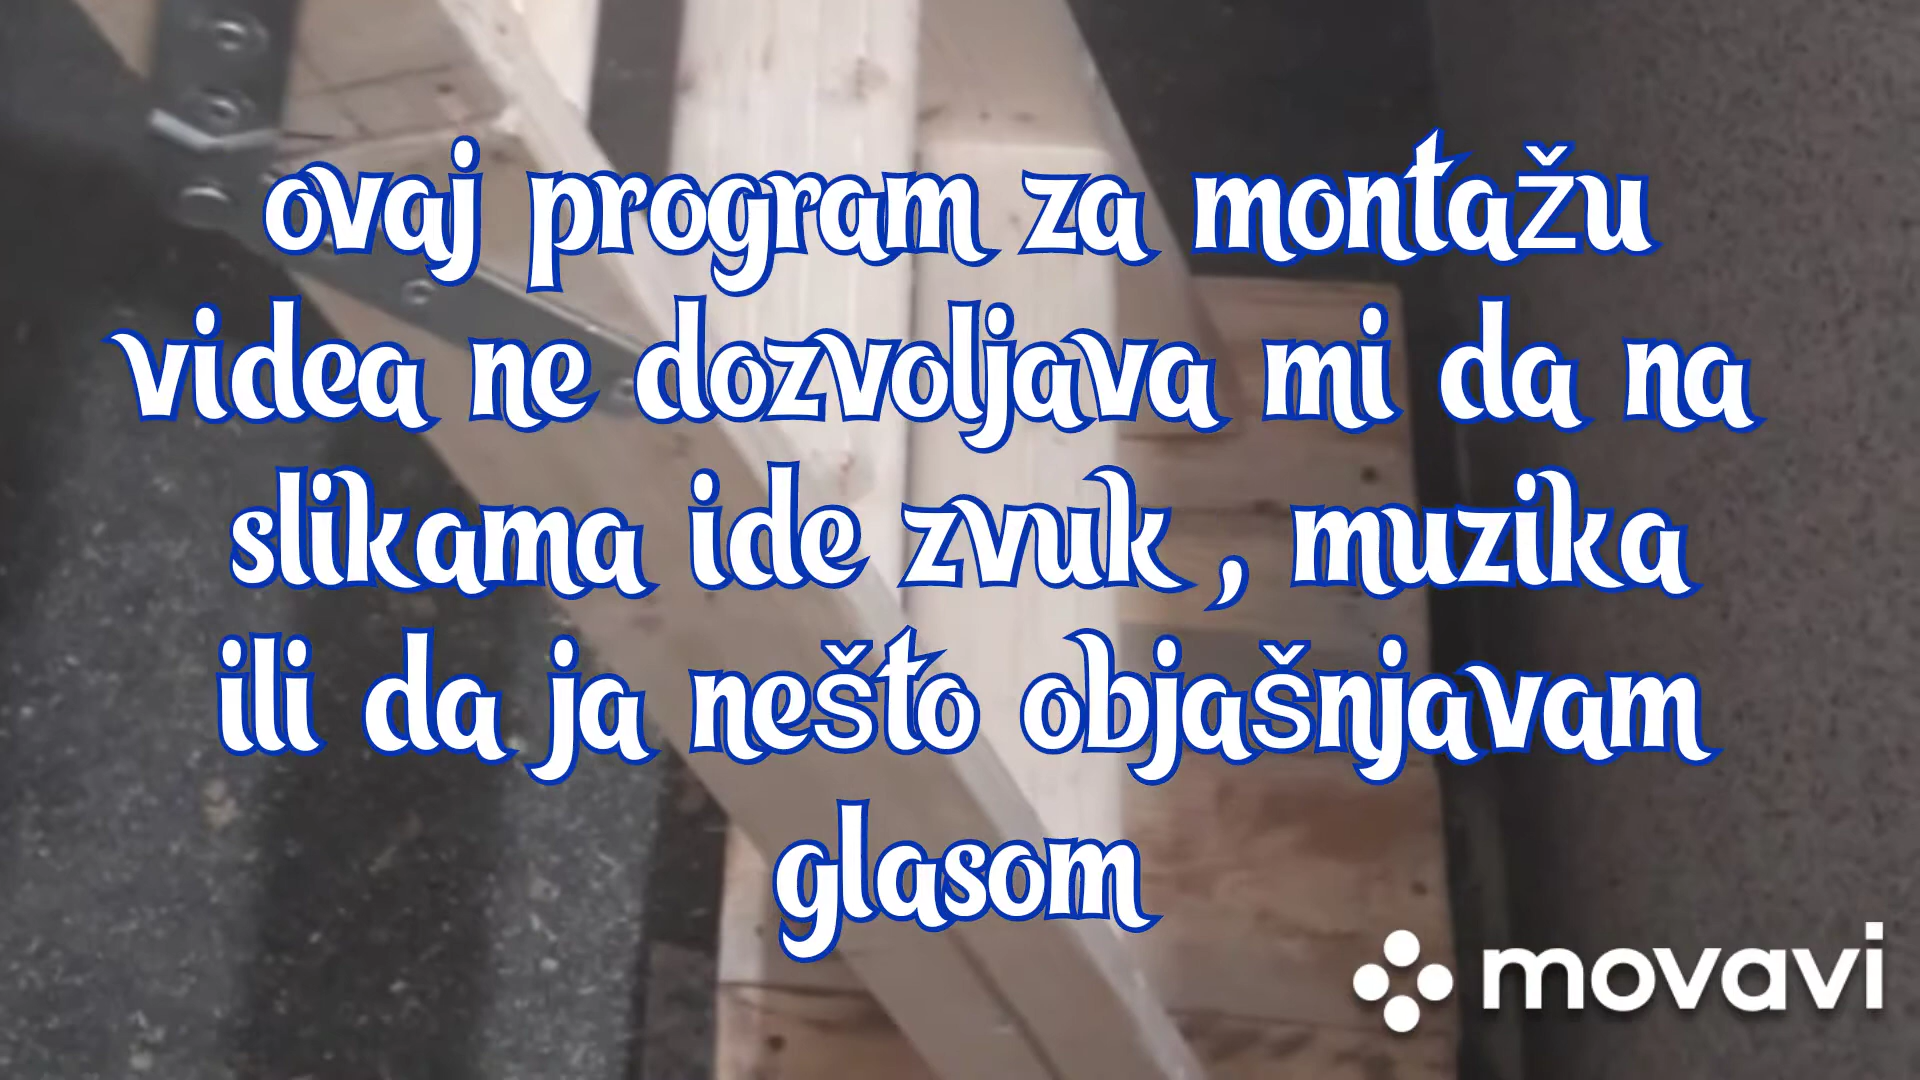 ovaj program za montažu
videa ne dozvoljava mi da na
slikama ide zvuk , muzika
ili da ja nešto objašnjavam
glasom
movavi